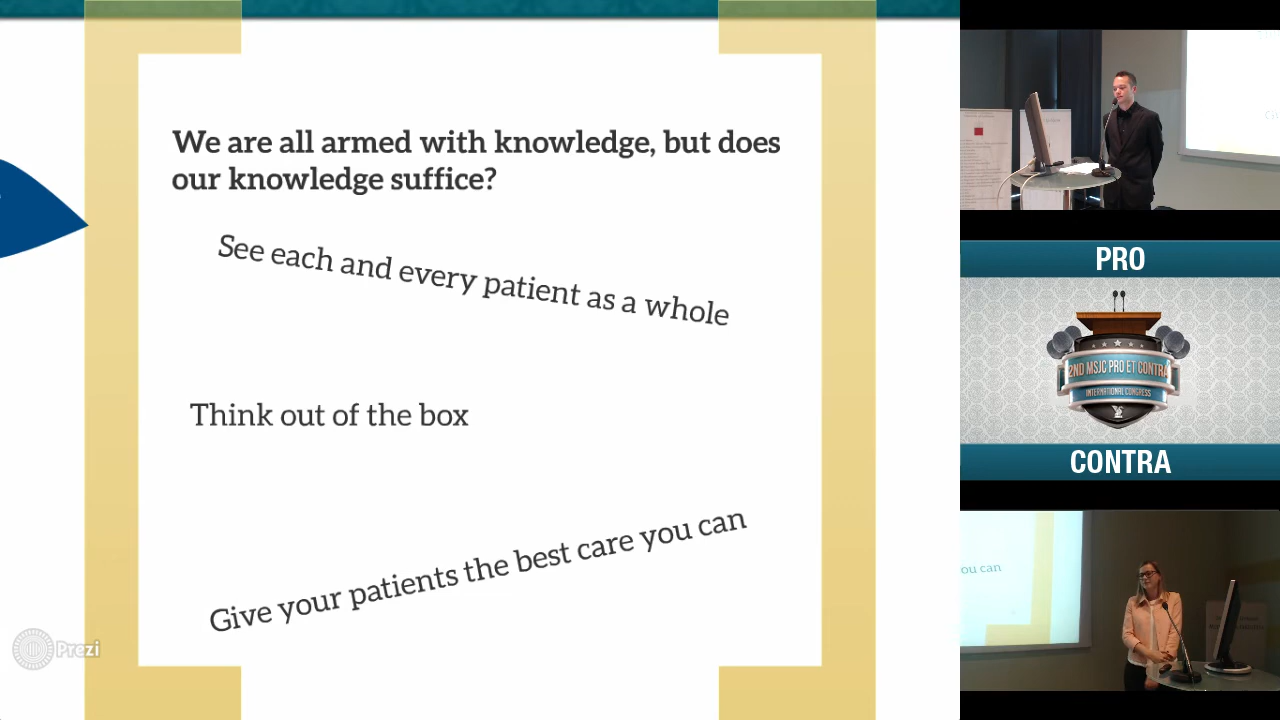 We are all armed with knowledge, but does
our knowledge suffice?
See each and every patient as a whole
Think out of the box
Give your patients the best care you can
Prezi
PRO
2ND MSJC PRO ET CONTRA
INTERNATIONAL CONGRESS
CONTRA
ou can